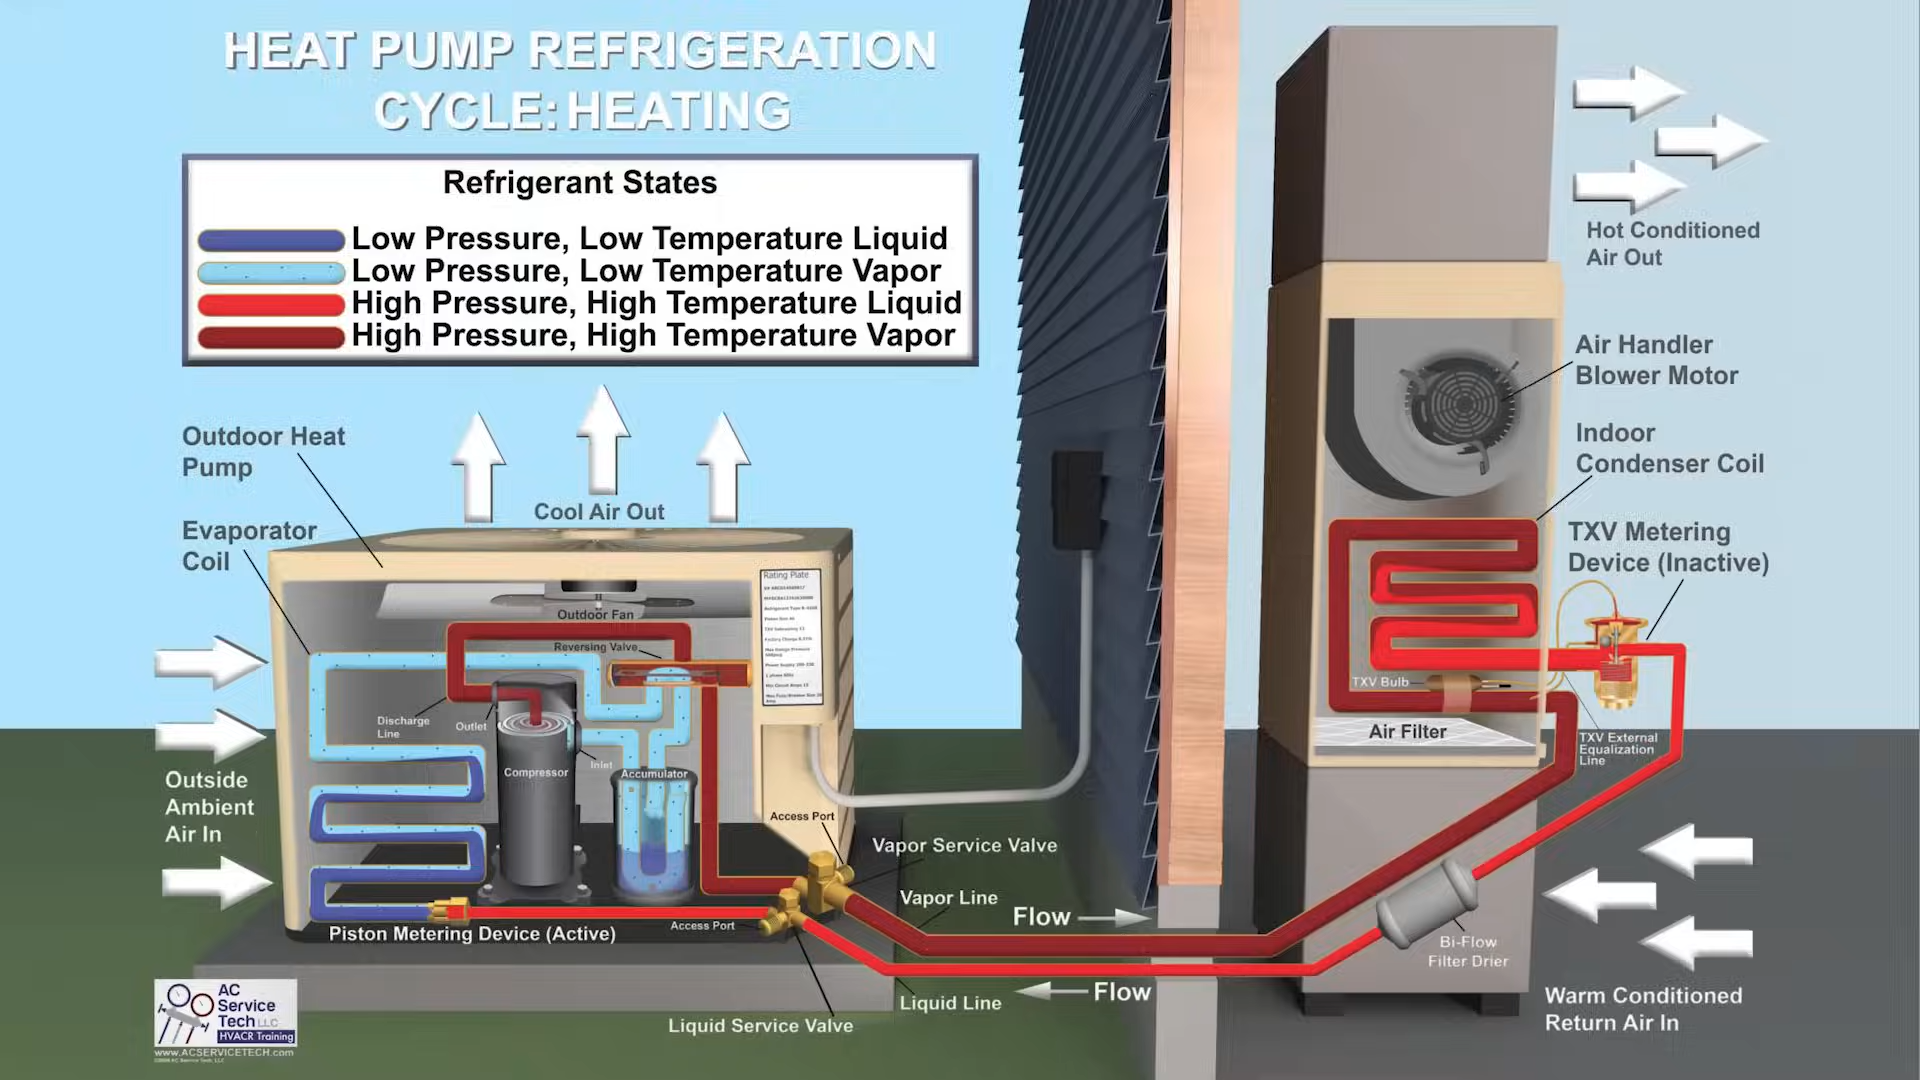 HEAT PUMP REFRIGERATION
CYCLE: HEATING
Refrigerant States
Low Pressure, Low Temperature Liquid
Low Pressure, Low Temperature Vapor
High Pressure, High Temperature Liquid
High Pressure, High Temperature Vapor
Outdoor Heat
Pump
Cool Air Out
Evaporator
Coil
Rating Plate
Outdoor Fan
Reversing Valve
Discharge
Line
Outlet
Inlet
Compressor
Accumulator
Outside
Ambient
Air In
Access Port
Vapor Service Valve
Vapor Line
Flow
Access Port
Piston Metering Device (Active)
Flow
Liquid Line
Liquid Service Valve
Hot Conditioned
Air Out
Air Handler
Blower Motor
Indoor
Condenser Coil
TXV Metering
Device (Inactive)
TXV Bulb
Air Filter
TXV External
Equalization
Line
Bi-Flow
Filter Drier
Warm Conditioned
Return Air In
AC
Service
Tech LLC
HVACR Training
www.ACSERVICETECH.com